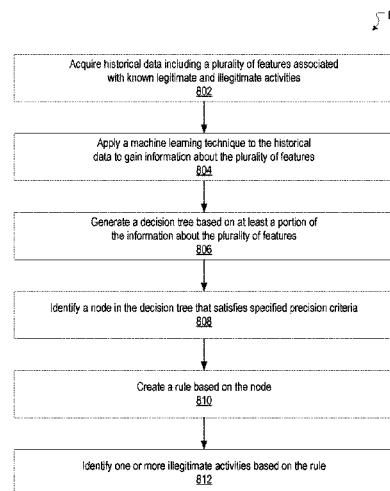 Acquire historical data including a plurality of features associated
with known legitimate and illegitimate activities
802
Apply a machine learning technique to the historical
data to gain information about the plurality of features
804
Generate a decision tree based on at least a portion of
the information about the plurality of features
806
Identify a node in the decision tree that satisfies specified precision criteria
808
Create a rule based on the node
810
Identify one or more illegitimate activities based on the rule
812